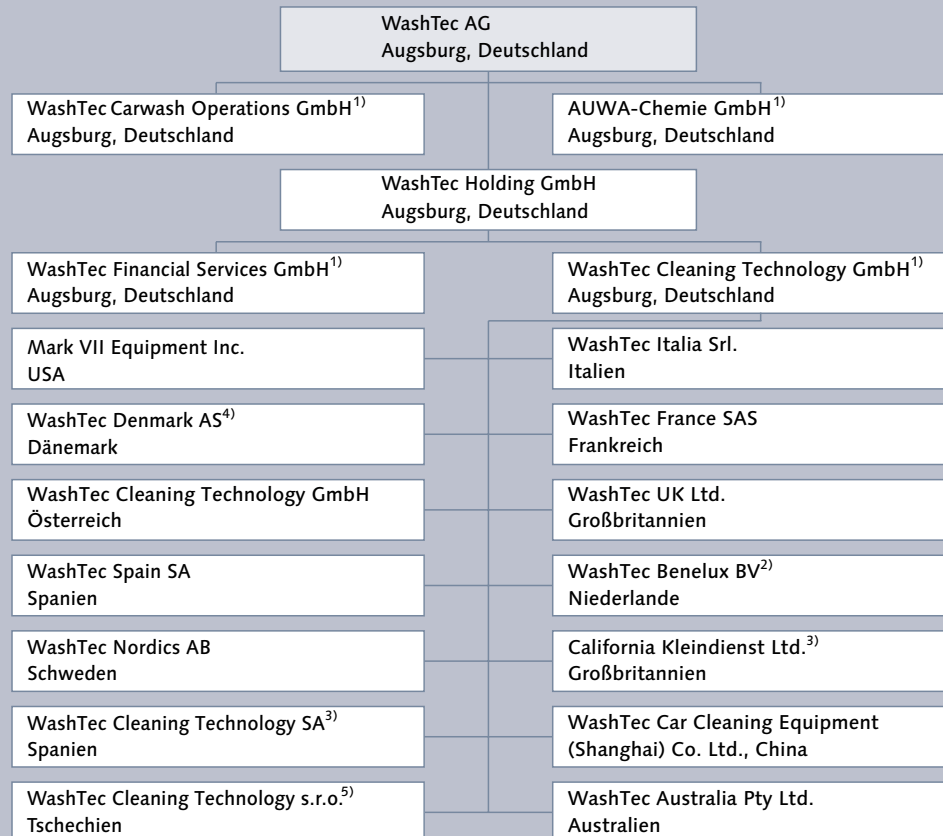 WashTec AG
Augsburg, Deutschland
WashTec Carwash Operations GmbH1)
Augsburg, Deutschland
AUWA-Chemie GmbH1)
Augsburg, Deutschland
WashTec Holding GmbH
Augsburg, Deutschland
WashTec Financial Services GmbH1)
Augsburg, Deutschland
WashTec Cleaning Technology GmbH1)
Augsburg, Deutschland
Mark VII Equipment Inc.
USA
WashTec Italia Srl.
Italien
WashTec Denmark AS4)
Dänemark
WashTec France SAS
Frankreich
WashTec Cleaning Technology GmbH
Österreich
WashTec UK Ltd.
Großbritannien
WashTec Spain SA
Spanien
WashTec Benelux BV2)
Niederlande
WashTec Nordics AB
Schweden
California Kleindienst Ltd.3)
Großbritannien
WashTec Cleaning Technology SA3)
Spanien
WashTec Car Cleaning Equipment
(Shanghai) Co. Ltd., China
WashTec Cleaning Technology s.r.o.5)
Tschechien
WashTec Australia Pty Ltd.
Australien